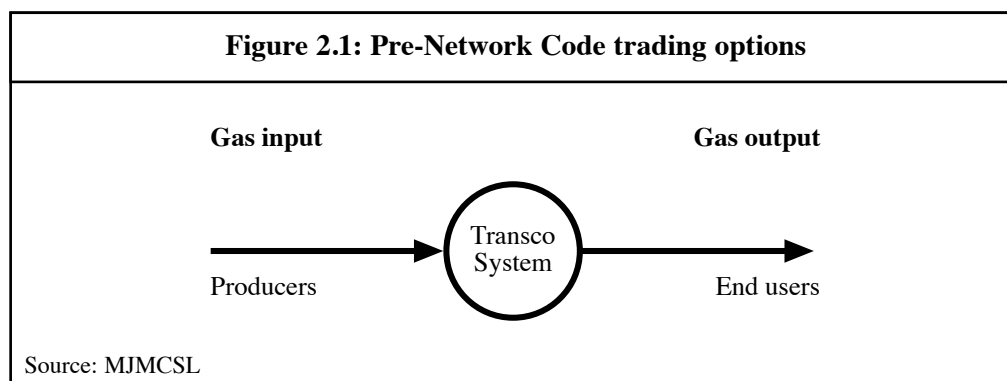 Figure 2.1: Pre-Network Code trading options
Gas input
Gas output
Transco
System
Producers
End users
Source: MJMCSL